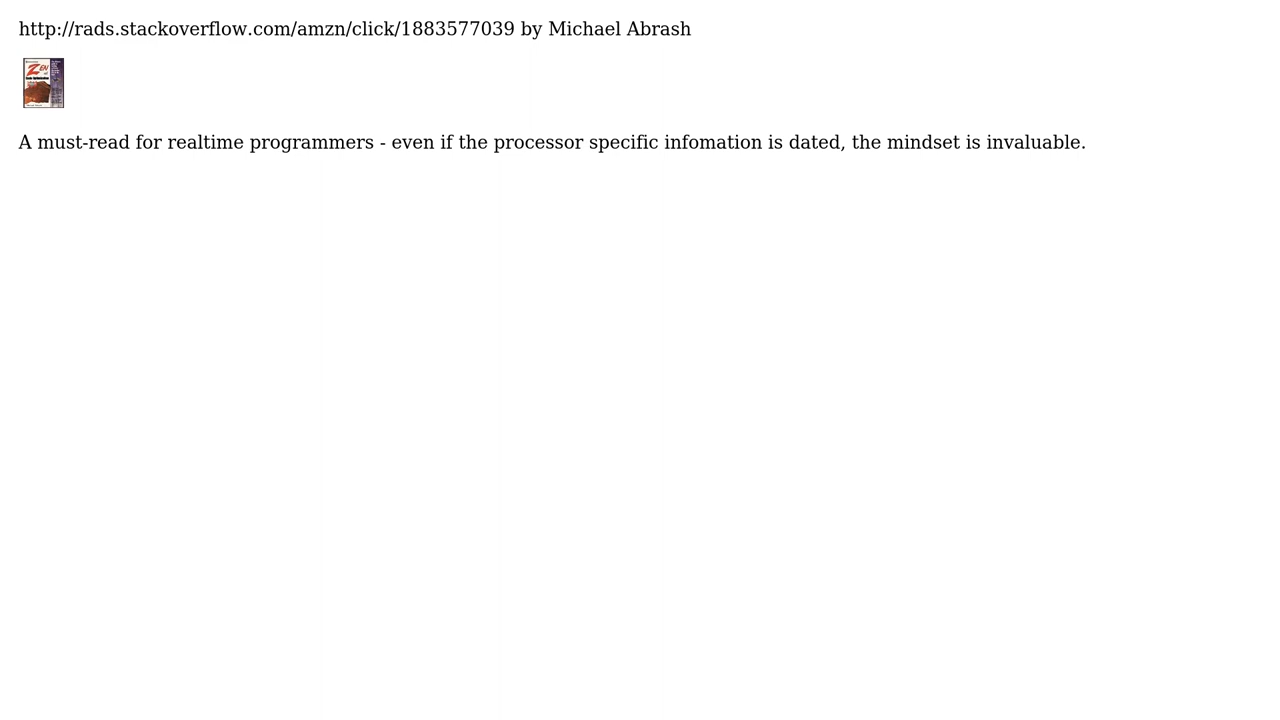 http://rads.stackoverflow.com/amzn/click/1883577039 by Michael Abrash
ZEN
A must-read for realtime programmers - even if the processor specific infomation is dated, the mindset is invaluable.